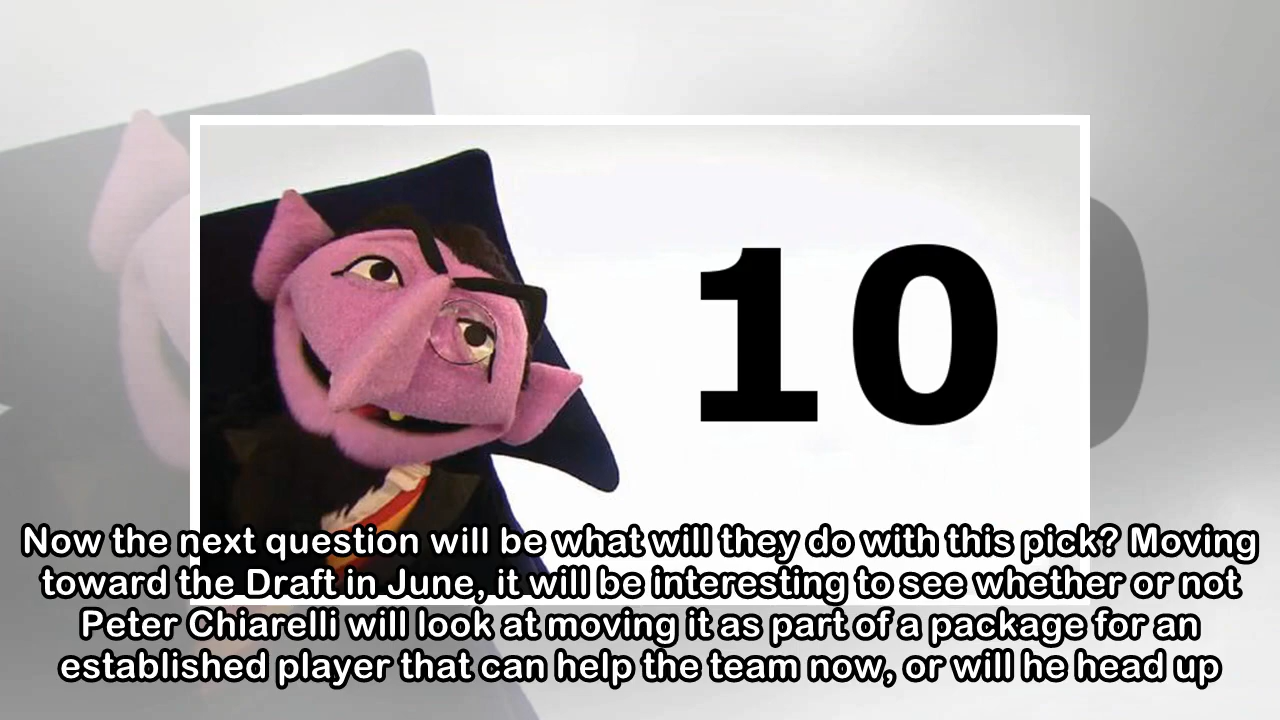 10
Now the next question will be what will they do with this pick? Moving
toward the Draft in June, it will be interesting to see whether or not
Peter Chiarelli will look at moving it as part of a package for an
established player that can help the team now, or will he head up